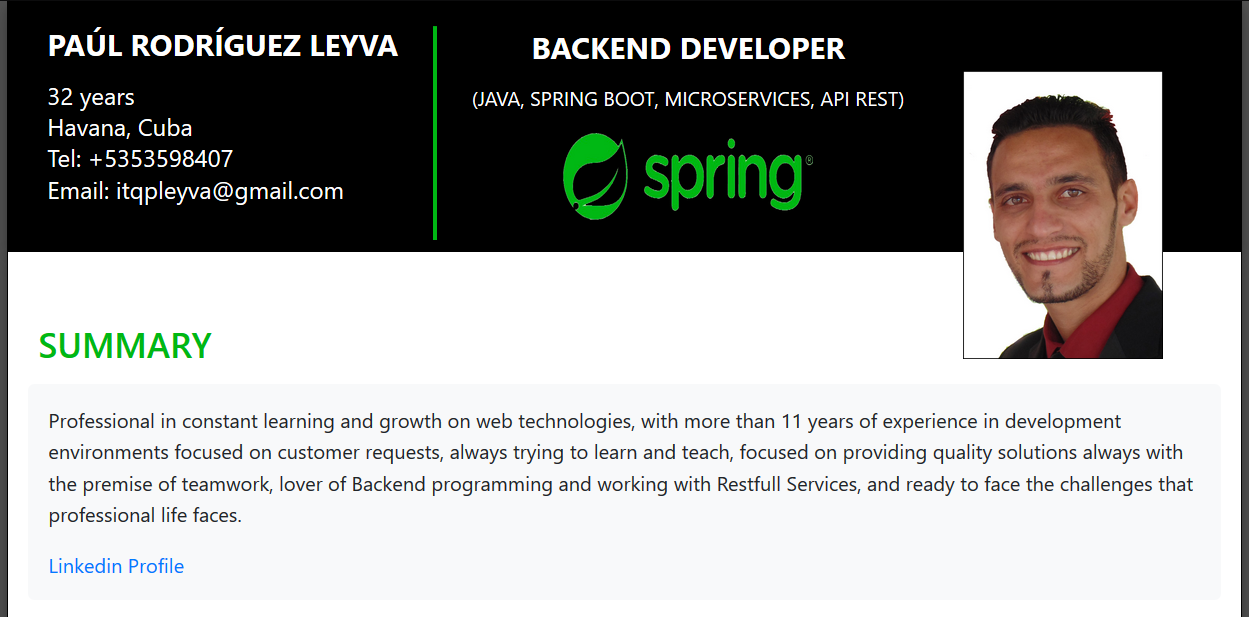 PAÚL RODRÍGUEZ LEYVA
32 years
Havana, Cuba
Tel: +5353598407
Email: itqpleyva@gmail.com
BACKEND DEVELOPER
(JAVA, SPRING BOOT, MICROSERVICES, API REST)
spring®
SUMMARY
Professional in constant learning and growth on web technologies, with more than 11 years of experience in development
environments focused on customer requests, always trying to learn and teach, focused on providing quality solutions always with
the premise of teamwork, lover of Backend programming and working with Restfull Services, and ready to face the challenges that
professional life faces.
Linkedin Profile